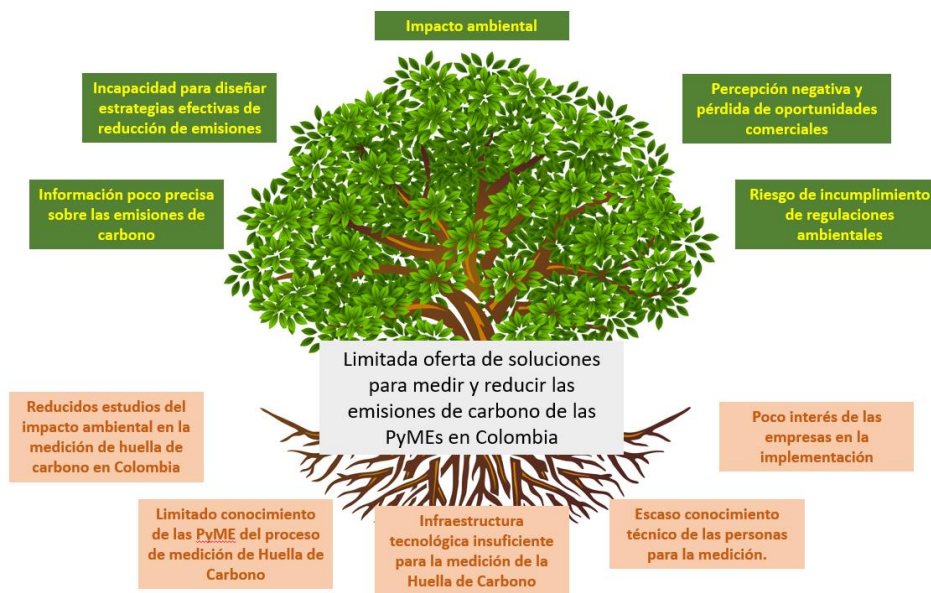 Impacto ambiental
Incapacidad para diseñar
estrategias efectivas de
reducción de emisiones
Percepción negativa y
pérdida de oportunidades
comerciales
Información poco precisa
sobre las emisiones de
carbono
Riesgo de incumplimiento
de regulaciones
ambientales
Limitada oferta de soluciones
para medir y reducir las
emisiones de carbono de las
PyMEs en Colombia
Reducidos estudios del
impacto ambiental en la
medición de huella de
carbono en Colombia
Poco interés de las
empresas en la
implementación
Limitado conocimiento
de las PyME del proceso
de medición de Huella de
Carbono
Infraestructura
tecnológica insuficiente
para la medición de la
Huella de Carbono
Escaso conocimiento
técnico de las personas
para la medición.